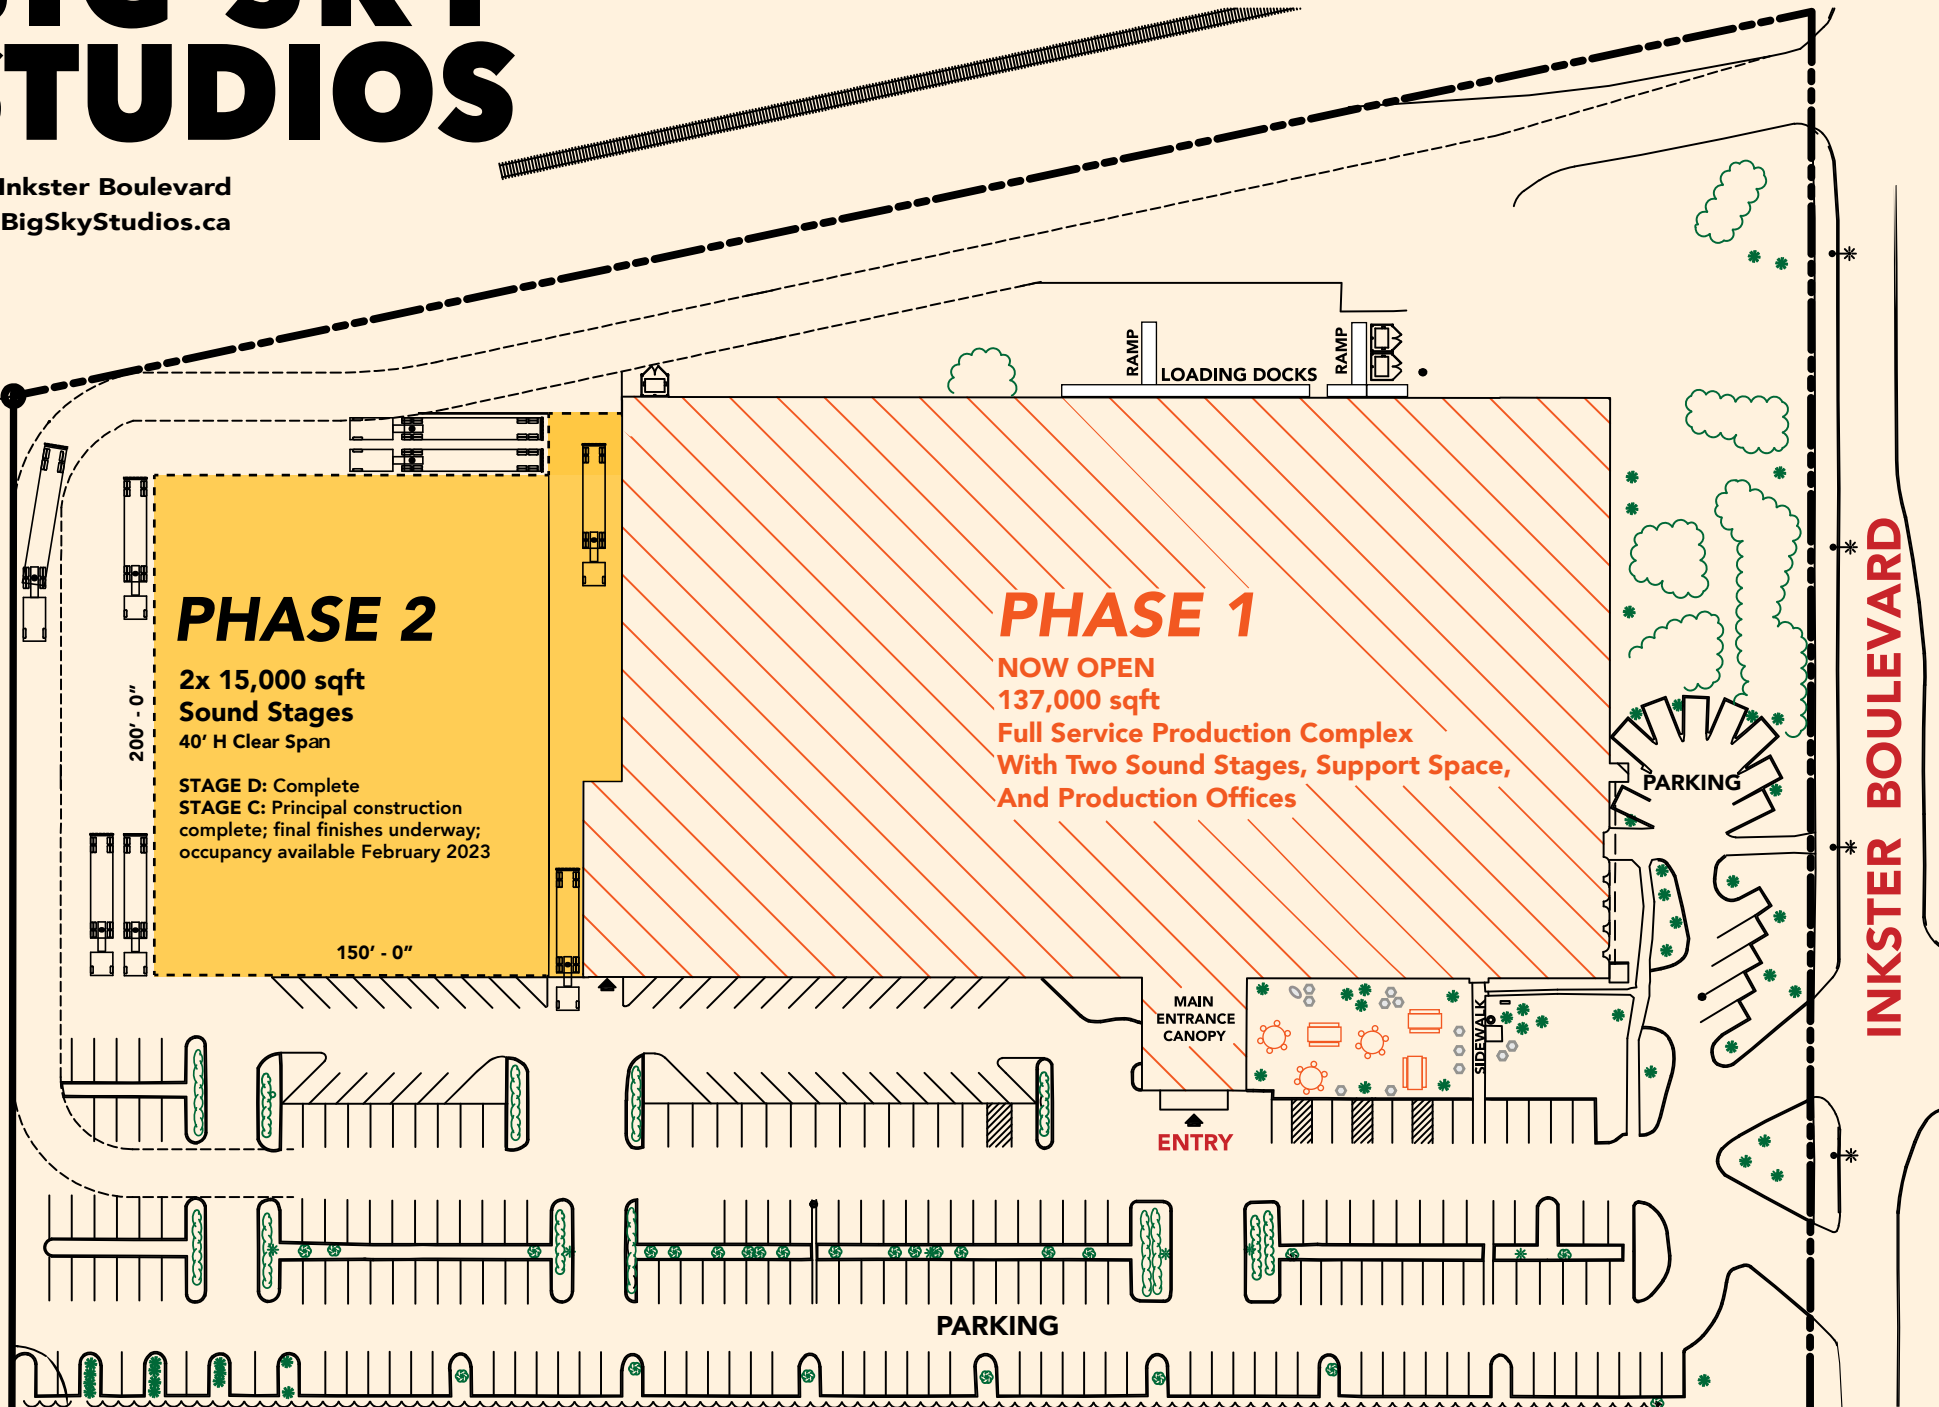 BIG SKY
STUDIOS
Inkster Boulevard
BigSkyStudios.ca
RAMP
LOADING DOCKS
RAMP
PHASE 2
2x 15,000 sqft
Sound Stages
40' H Clear Span
STAGE D: Complete
STAGE C: Principal construction
complete; final finishes underway;
occupancy available February 2023
200' - 0"
150' - 0"
PHASE 1
NOW OPEN
137,000 sqft
Full Service Production Complex
With Two Sound Stages, Support Space,
And Production Offices
PARKING
INKSTER BOULEVARD
MAIN
ENTRANCE
CANOPY
SIDEWALK
ENTRY
PARKING